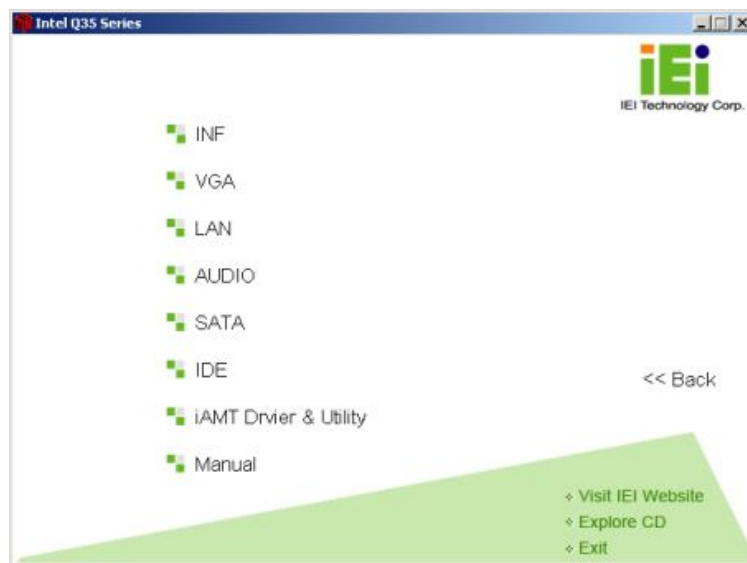 Intel Q35 Series
iEi
IEI Technology Corp.
INF
VGA
LAN
AUDIO
SATA
IDE
<< Back
iAMT Drvier & Utility
Manual
Visit IEI Website
Explore CD
Exit